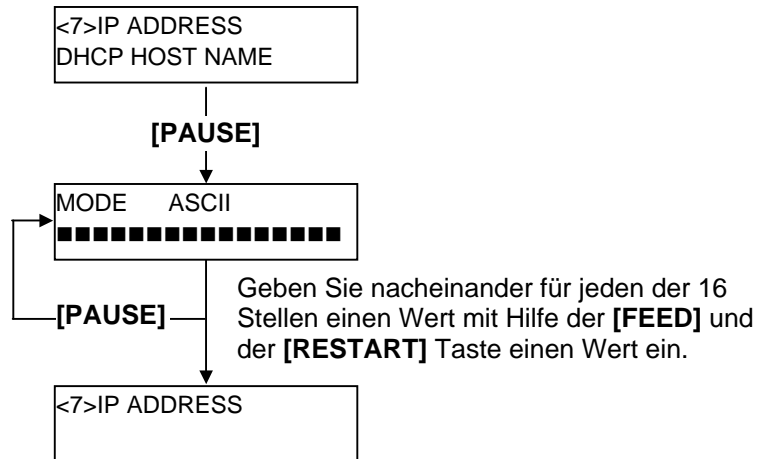 <7>IP ADDRESS
DHCP HOST NAME
[PAUSE]
MODE ASCII
■■■■■■■■■■■■■■■■
[PAUSE]
Geben Sie nacheinander für jeden der 16
Stellen einen Wert mit Hilfe der [FEED] und
der [RESTART] Taste einen Wert ein.
<7>IP ADDRESS